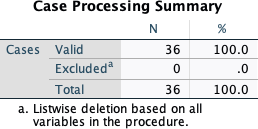 Case Processing Summary
N %
Cases Valid 36 100.0
Excludedᵃ 0 .0
Total 36 100.0
a. Listwise deletion based on all
variables in the procedure.